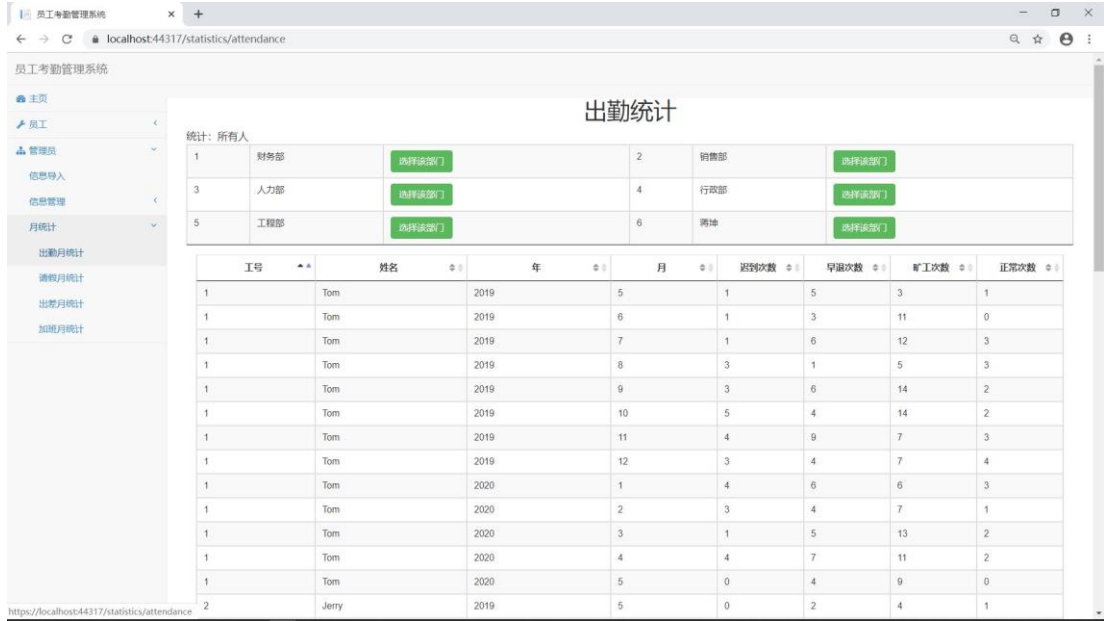 员工考勤管理系统
localhost:44317/statistics/attendance
员工考勤管理系统
主页
员工
管理员
信息导入
信息管理
月统计
出勤月统计
请假月统计
出差月统计
加班月统计
出勤统计
统计：所有人
1 财务部 选择该部门 2 销售部 选择该部门
3 人力部 选择该部门 4 行政部 选择该部门
5 工程部 选择该部门 6 蒋坤 选择该部门
工号 姓名 年 月 迟到次数 早退次数 旷工次数 正常次数
1 Tom 2019 5 1 5 3 1
1 Tom 2019 6 1 3 11 0
1 Tom 2019 7 1 6 12 3
1 Tom 2019 8 3 1 5 3
1 Tom 2019 9 3 6 14 2
1 Tom 2019 10 5 4 14 2
1 Tom 2019 11 4 9 7 3
1 Tom 2019 12 3 4 7 4
1 Tom 2020 1 4 6 6 3
1 Tom 2020 2 3 4 7 1
1 Tom 2020 3 1 5 13 2
1 Tom 2020 4 4 7 11 2
1 Tom 2020 5 0 4 9 0
2 Jerry 2019 5 0 2 4 1
https://localhost:44317/statistics/attendance